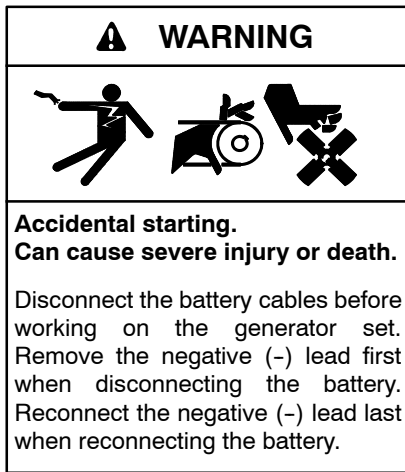 WARNING
Accidental starting.
Can cause severe injury or death.
Disconnect the battery cables before
working on the generator set.
Remove the negative (–) lead first
when disconnecting the battery.
Reconnect the negative (–) lead last
when reconnecting the battery.